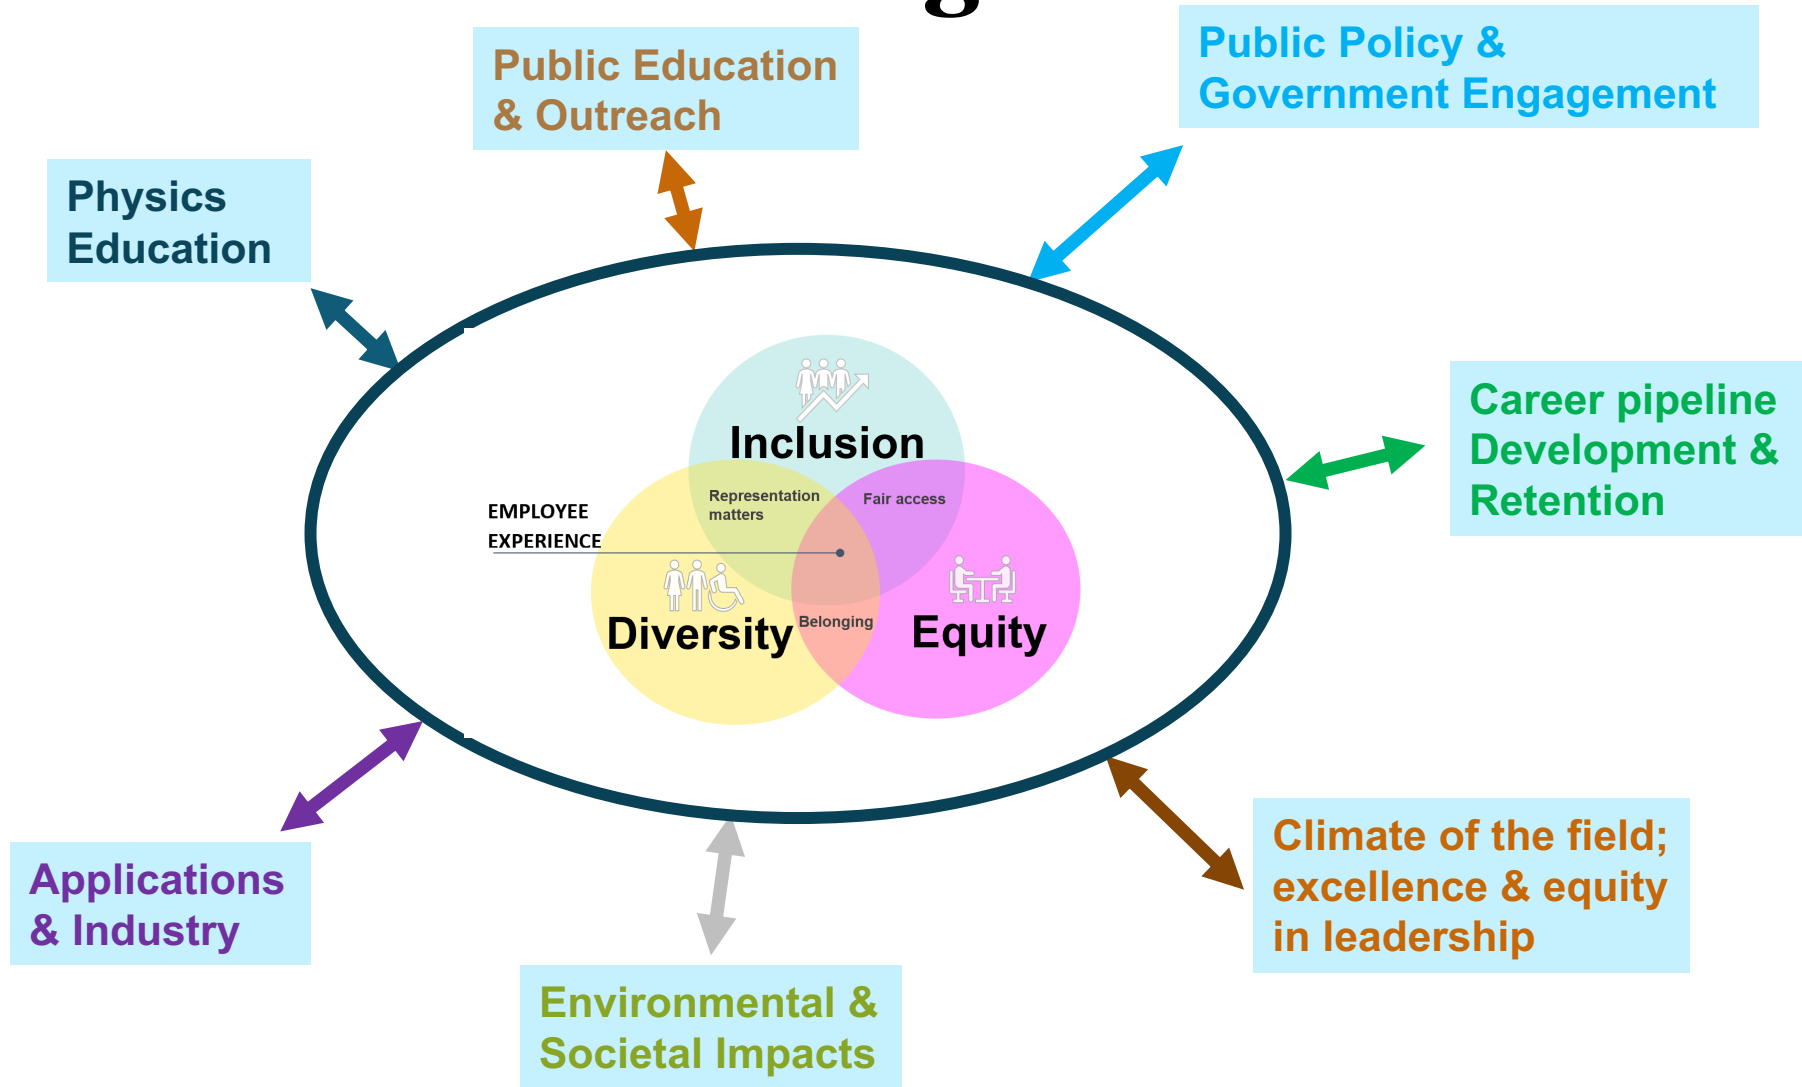 Public Policy &
Government Engagement
Public Education
& Outreach
Physics
Education
Career pipeline
Development &
Retention
Inclusion
Representation
matters
Fair access
EMPLOYEE
EXPERIENCE
Diversity
Belonging
Equity
Applications
& Industry
Climate of the field;
excellence & equity
in leadership
Environmental &
Societal Impacts